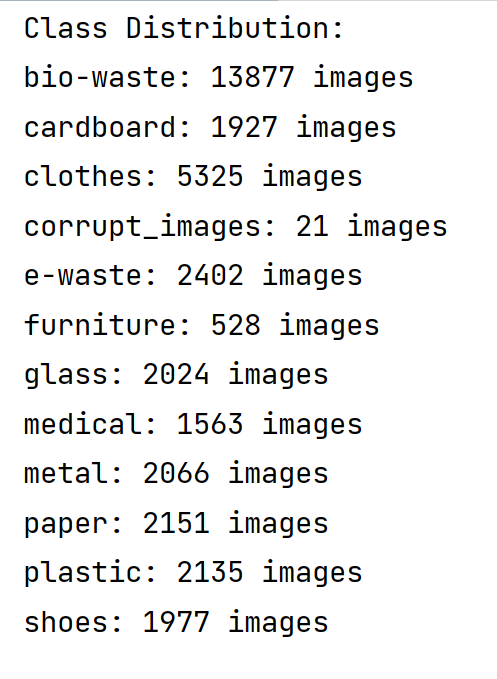 Class Distribution:
bio-waste: 13877 images
cardboard: 1927 images
clothes: 5325 images
corrupt_images: 21 images
e-waste: 2402 images
furniture: 528 images
glass: 2024 images
medical: 1563 images
metal: 2066 images
paper: 2151 images
plastic: 2135 images
shoes: 1977 images